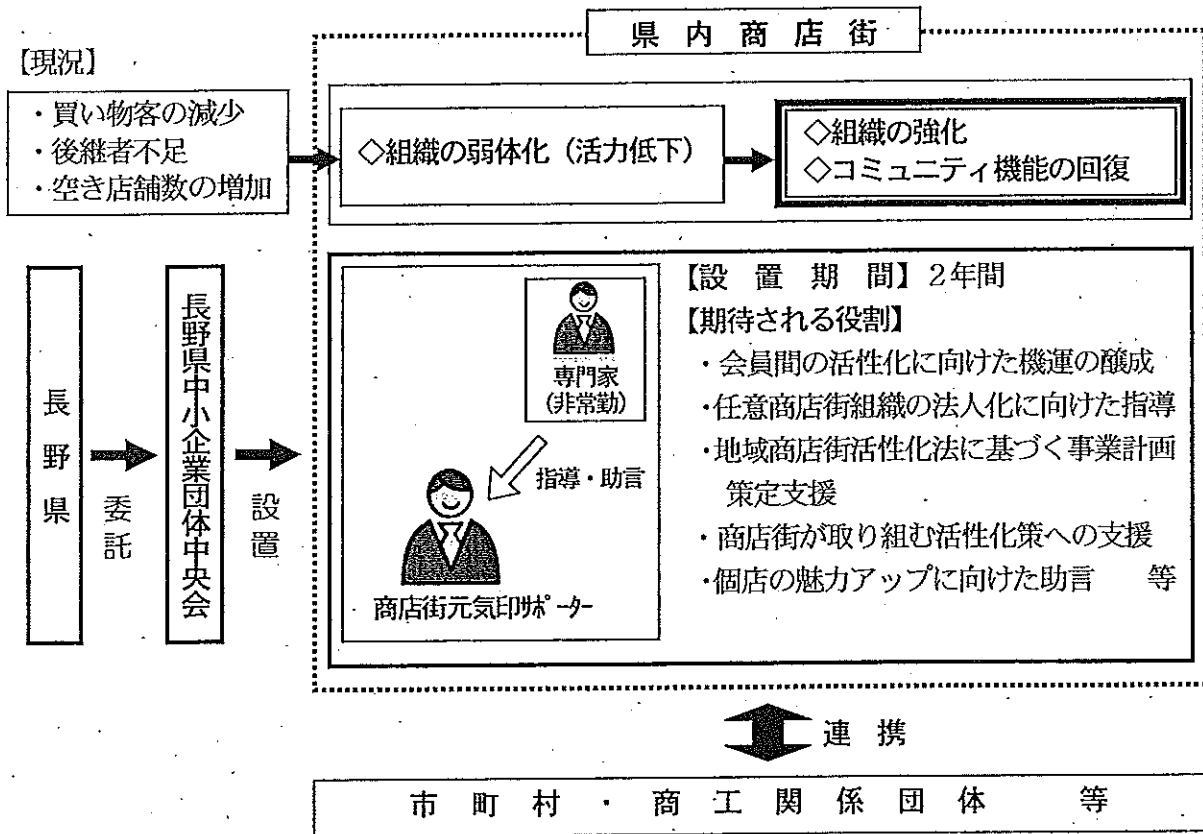 県内商店街
【現況】
・買い物客の減少
・後継者不足
・空き店舗数の増加
◇組織の弱体化（活力低下）
◇組織の強化
◇コミュニティ機能の回復
長野県
委託
長野県中小企業団体中央会
設置
専門家
(非常勤)
指導・助言
商店街元気印ｻﾎﾟｰﾀｰ
【設置期間】２年間
【期待される役割】
・会員間の活性化に向けた機運の醸成
・任意商店街組織の法人化に向けた指導
・地域商店街活性化法に基づく事業計画
策定支援
・商店街が取り組む活性化策への支援
・個店の魅力アップに向けた助言　等
連携
市町村・商工関係団体　等